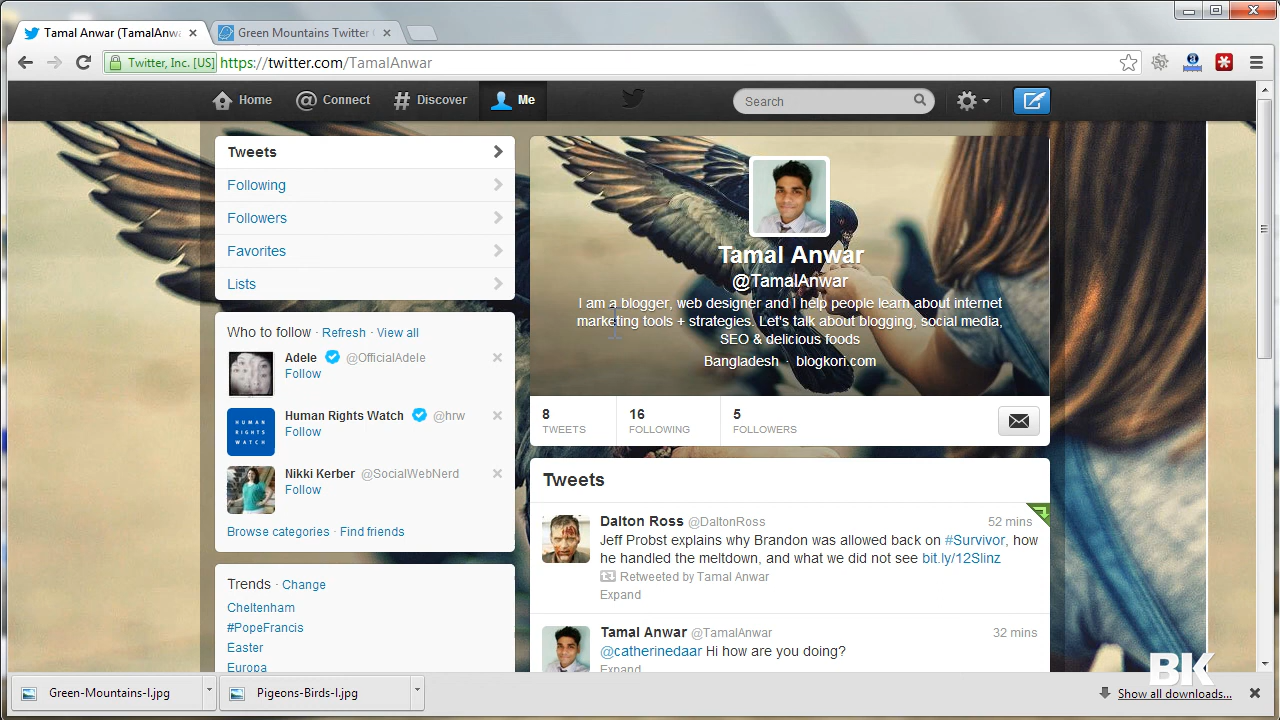 Tamal Anwar (TamalAnwa
Green Mountains Twitter
Twitter, Inc. [US]
https://twitter.com/TamalAnwar
Home
Connect
Discover
Me
Search
Tweets
Following
Followers
Favorites
Lists
Who to follow · Refresh · View all
Adele @OfficialAdele
Follow
HUMAN
RIGHTS
WATCH
Human Rights Watch @hrw
Follow
Nikki Kerber @SocialWebNerd
Follow
Browse categories · Find friends
Trends · Change
Cheltenham
#PopeFrancis
Easter
Europa
Tamal Anwar
@TamalAnwar
I am a blogger, web designer and I help people learn about internet
marketing tools + strategies. Let's talk about blogging, social media,
SEO & delicious foods
Bangladesh · blogkori.com
8 16 5
TWEETS FOLLOWING FOLLOWERS
Tweets
Dalton Ross @DaltonRoss 52 mins
Jeff Probst explains why Brandon was allowed back on #Survivor, how
he handled the meltdown, and what we did not see bit.ly/12Slinz
Retweeted by Tamal Anwar
Expand
Tamal Anwar @TamalAnwar 32 mins
@catherinedaar Hi how are you doing?
Expand
BK
Green-Mountains-I.jpg
Pigeons-Birds-I.jpg
Show all downloads...